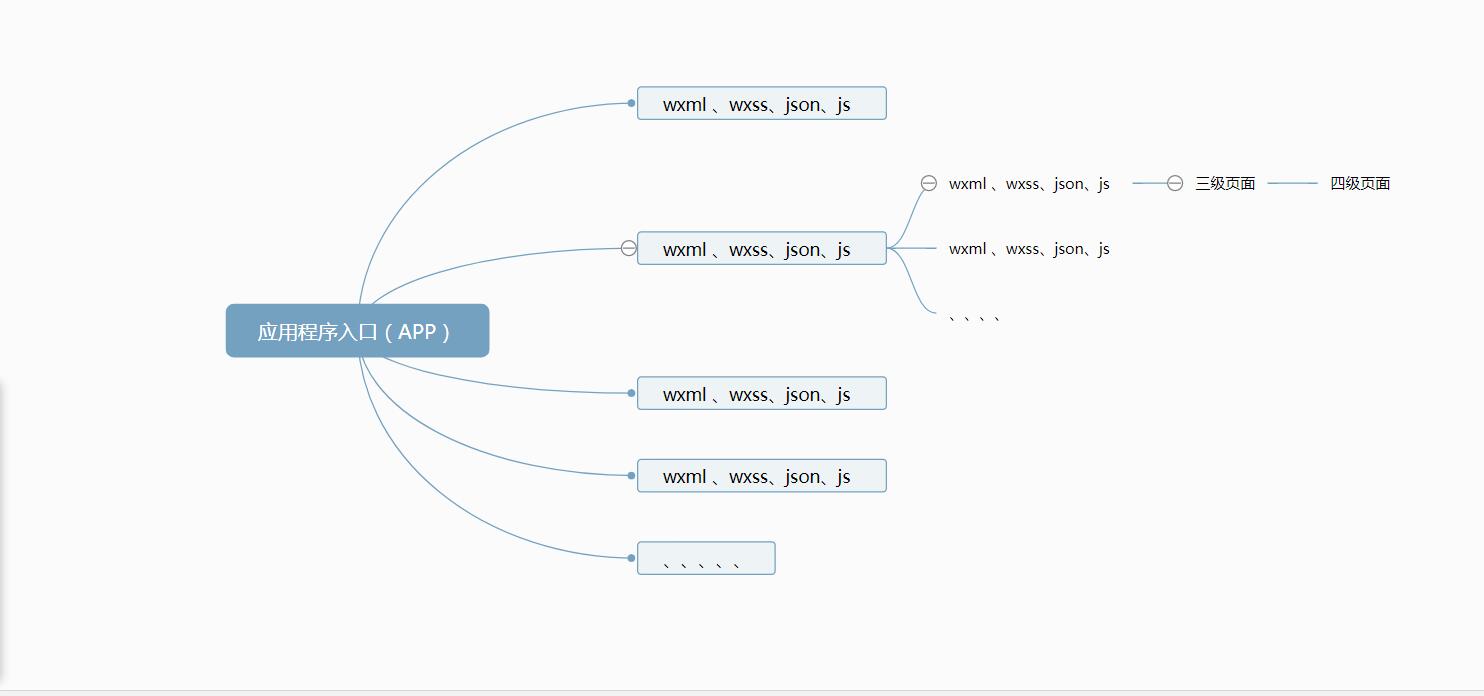 wxml 、wxss、json、js
wxml 、wxss、json、js
三级页面
四级页面
wxml 、wxss、json、js
wxml 、wxss、json、js
、、、、
应用程序入口（APP）
wxml 、wxss、json、js
wxml 、wxss、json、js
、、、、、